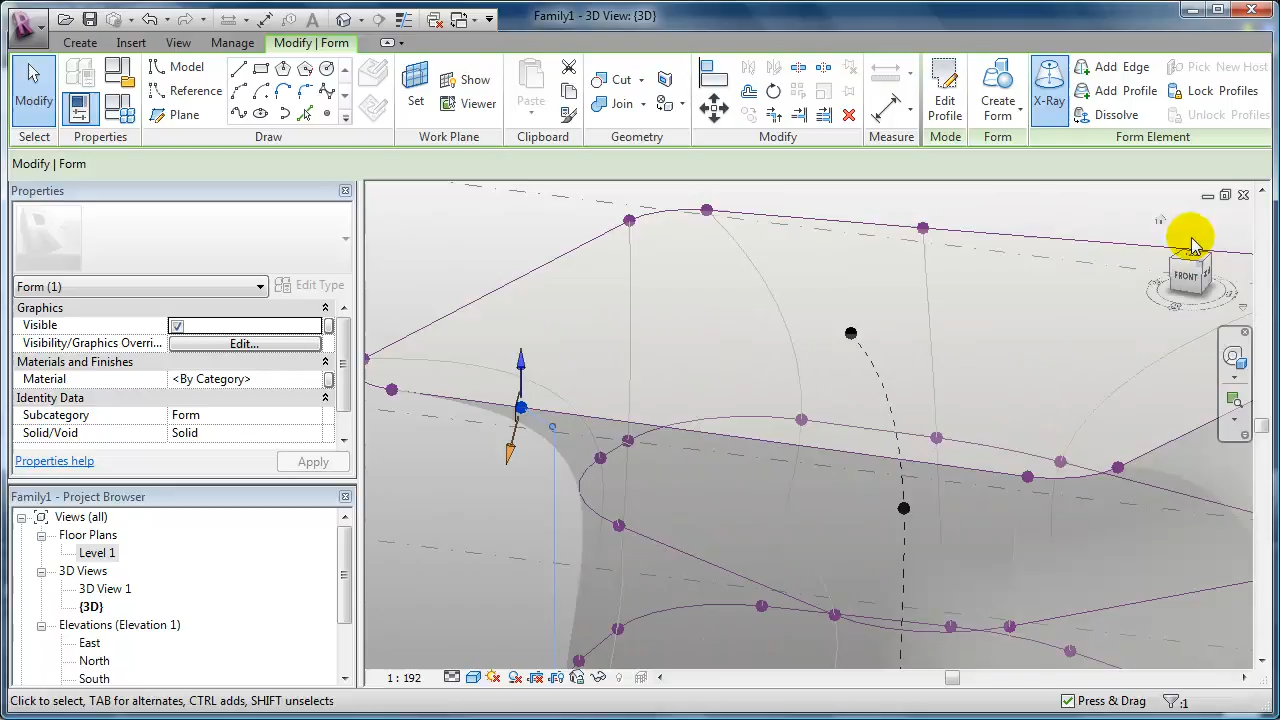 Family1 - 3D View: {3D}
Create Insert View Manage Modify | Form
Modify
Select
Properties
Model
Reference
Plane
Draw
Set
Show
Viewer
Work Plane
Paste
Clipboard
Cut
Join
Geometry
Modify
Measure
Edit
Profile
Mode
Create
Form
Form
X-Ray
Add Edge
Add Profile
Dissolve
Pick New Host
Lock Profiles
Unlock Profiles
Form Element
Modify | Form
Properties
Form (1)
Edit Type
Graphics
Visible
Visibility/Graphics Overr...
Edit...
Materials and Finishes
Material <By Category>
Identity Data
Subcategory Form
Solid/Void Solid
Properties help
Apply
Family1 - Project Browser
Views (all)
Floor Plans
Level 1
3D Views
3D View 1
{3D}
Elevations (Elevation 1)
East
North
South
FRONT
1 : 192
Click to select, TAB for alternates, CTRL adds, SHIFT unselects
Press & Drag
:1